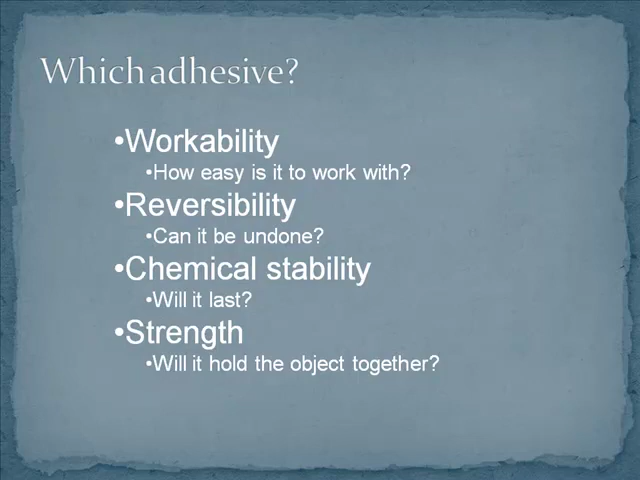 Which adhesive?
•Workability
•How easy is it to work with?
•Reversibility
•Can it be undone?
•Chemical stability
•Will it last?
•Strength
•Will it hold the object together?